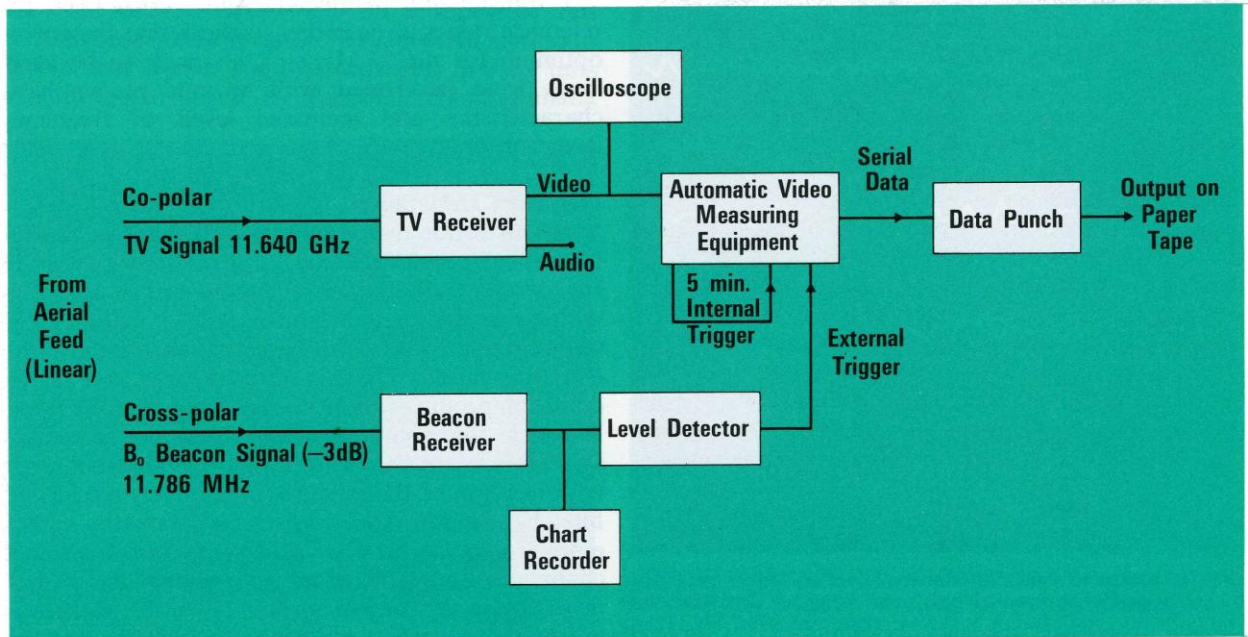 Oscilloscope
Co-polar
TV Signal 11.640 GHz
TV Receiver
Video
Audio
Automatic Video
Measuring
Equipment
5 min.
Internal
Trigger
Serial
Data
Data Punch
Output on
Paper
Tape
From
Aerial
Feed
(Linear)
External
Trigger
Cross-polar
B₀ Beacon Signal (–3dB)
11.786 MHz
Beacon
Receiver
Level Detector
Chart
Recorder